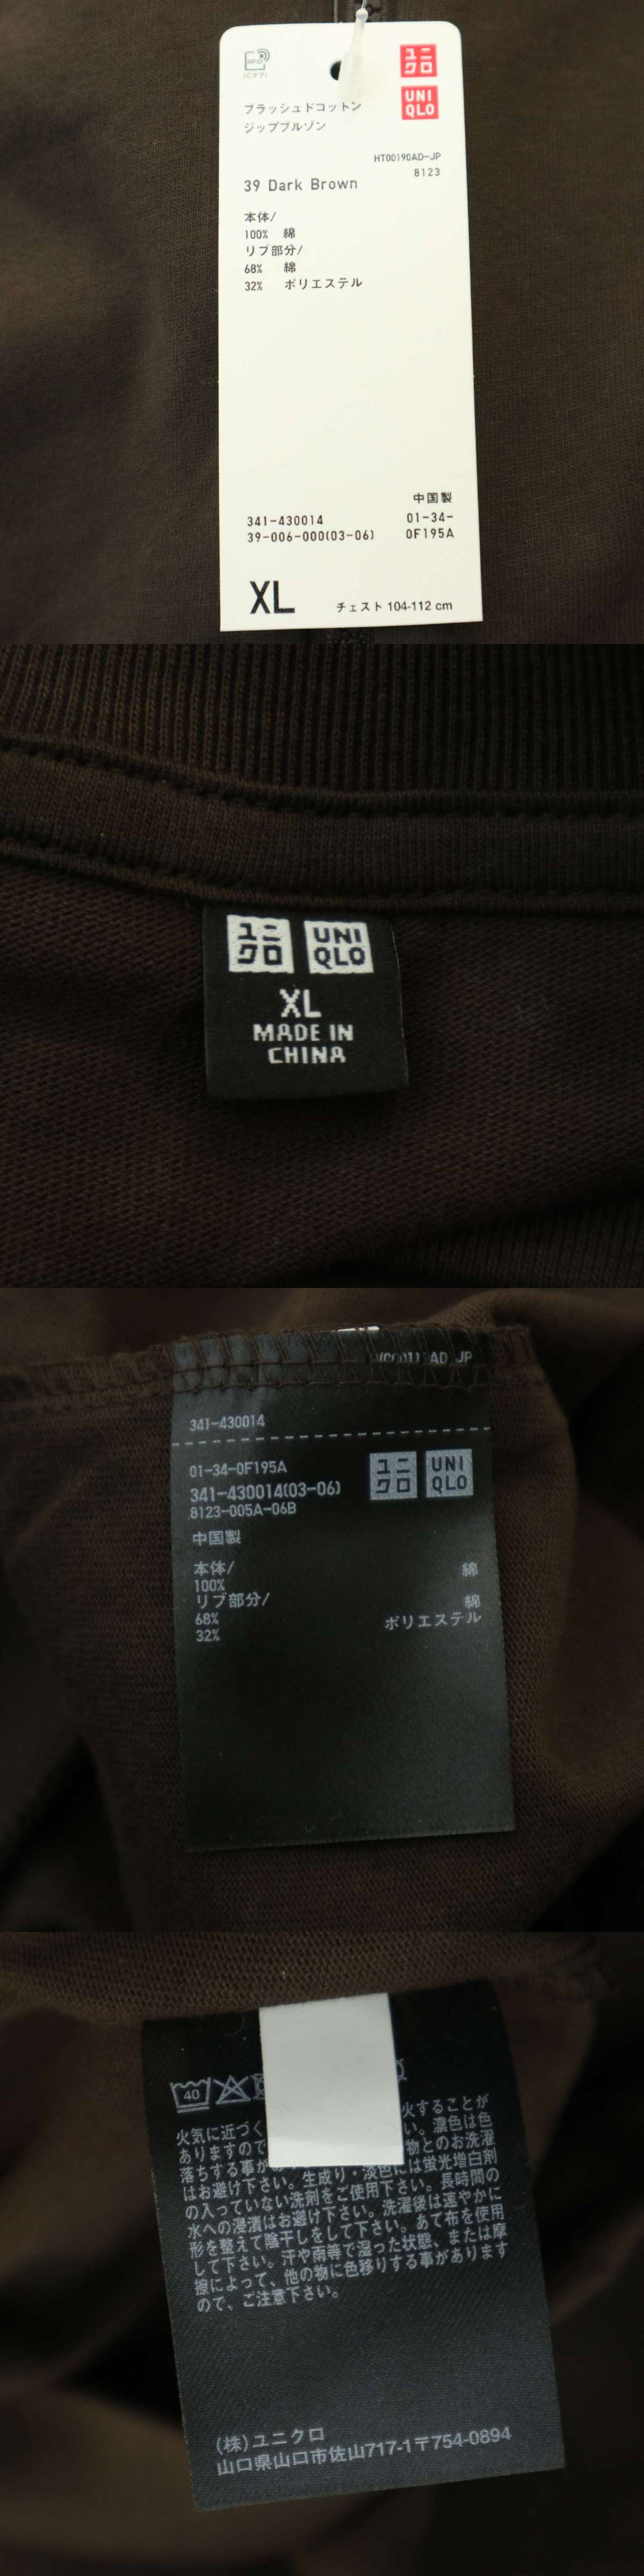 RFID
(ICタグ)
ユニ
クロ
UNI
QLO
ブラッシュドコットン
ジップブルゾン
HT00190AD-JP
8123
39 Dark Brown
本体/
100% 綿
リブ部分/
68% 綿
32% ポリエステル
中国製
341-430014 01-34-
39-006-000(03-06) 0F195A
XL チェスト 104-112 cm
ユニ UNI
クロ QLO
XL
MADE IN
CHINA
AD JP
341-430014
01-34-0F195A
341-430014(03-06)
8123-005A-06B
ユニ UNI
クロ QLO
中国製
本体/
100% 綿
リブ部分/
68% 綿
32% ポリエステル
40
火気に近づく 火することが
ありますので い。濃色は色
落ちする事が 物とのお洗濯
はお避け下さい。生成り・淡色には蛍光増白剤
の入っていない洗剤をご使用下さい。長時間の
水への浸漬はお避け下さい。洗濯後は速やかに
形を整えて陰干しをして下さい。あて布を使用
して下さい。汗や雨等で湿った状態、または摩
擦によって、他の物に色移りする事があります
ので、ご注意下さい。
(株)ユニクロ
山口県山口市佐山717-1〒754-0894